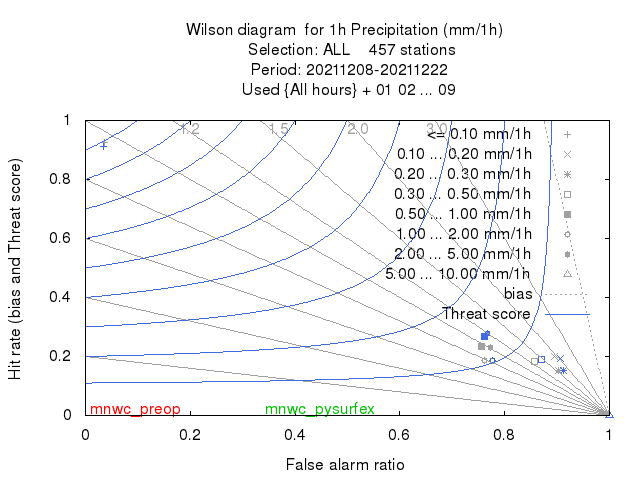 Wilson diagram  for 1h Precipitation (mm/1h)
Selection: ALL    457 stations
Period: 20211208-20211222
Used {All hours} + 01 02 ... 09
Hit rate (bias and Threat score)
1
0.8
0.6
0.4
0.2
0
1.2
1.5
2.0
3.0
<= 0.10 mm/1h
0.10 ... 0.20 mm/1h
0.20 ... 0.30 mm/1h
0.30 ... 0.50 mm/1h
0.50 ... 1.00 mm/1h
1.00 ... 2.00 mm/1h
2.00 ... 5.00 mm/1h
5.00 ... 10.00 mm/1h
bias
Threat score
mnwc_preop
mnwc_pysurfex
0 0.2 0.4 0.6 0.8 1
False alarm ratio